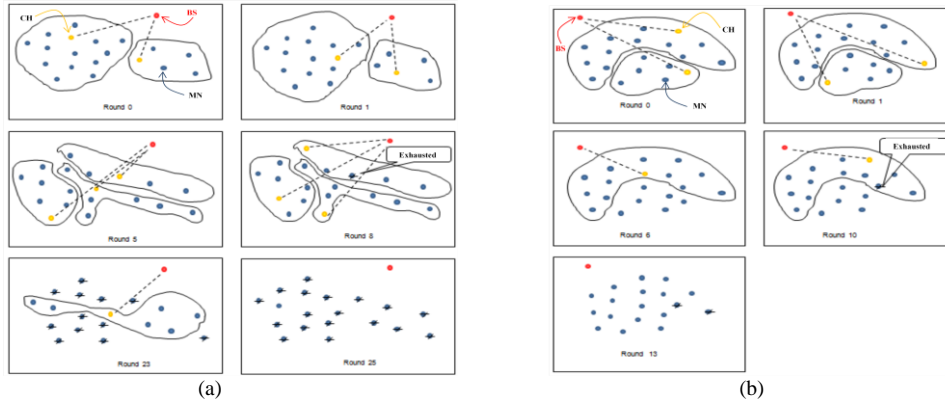 CH
BS
MN
Round 0
Round 1
Round 5
Exhausted
Round 8
Round 23
Round 25
(a)
BS
CH
MN
Round 0
Round 1
Round 6
Exhausted
Round 10
Round 13
(b)